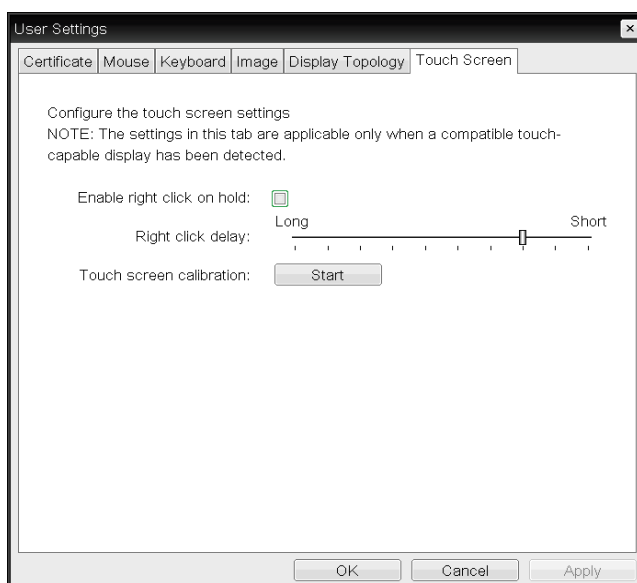 User Settings
Certificate Mouse Keyboard Image Display Topology Touch Screen
Configure the touch screen settings
NOTE: The settings in this tab are applicable only when a compatible touch-
capable display has been detected.
Enable right click on hold:
Long Short
Right click delay:
Touch screen calibration: Start
OK Cancel Apply